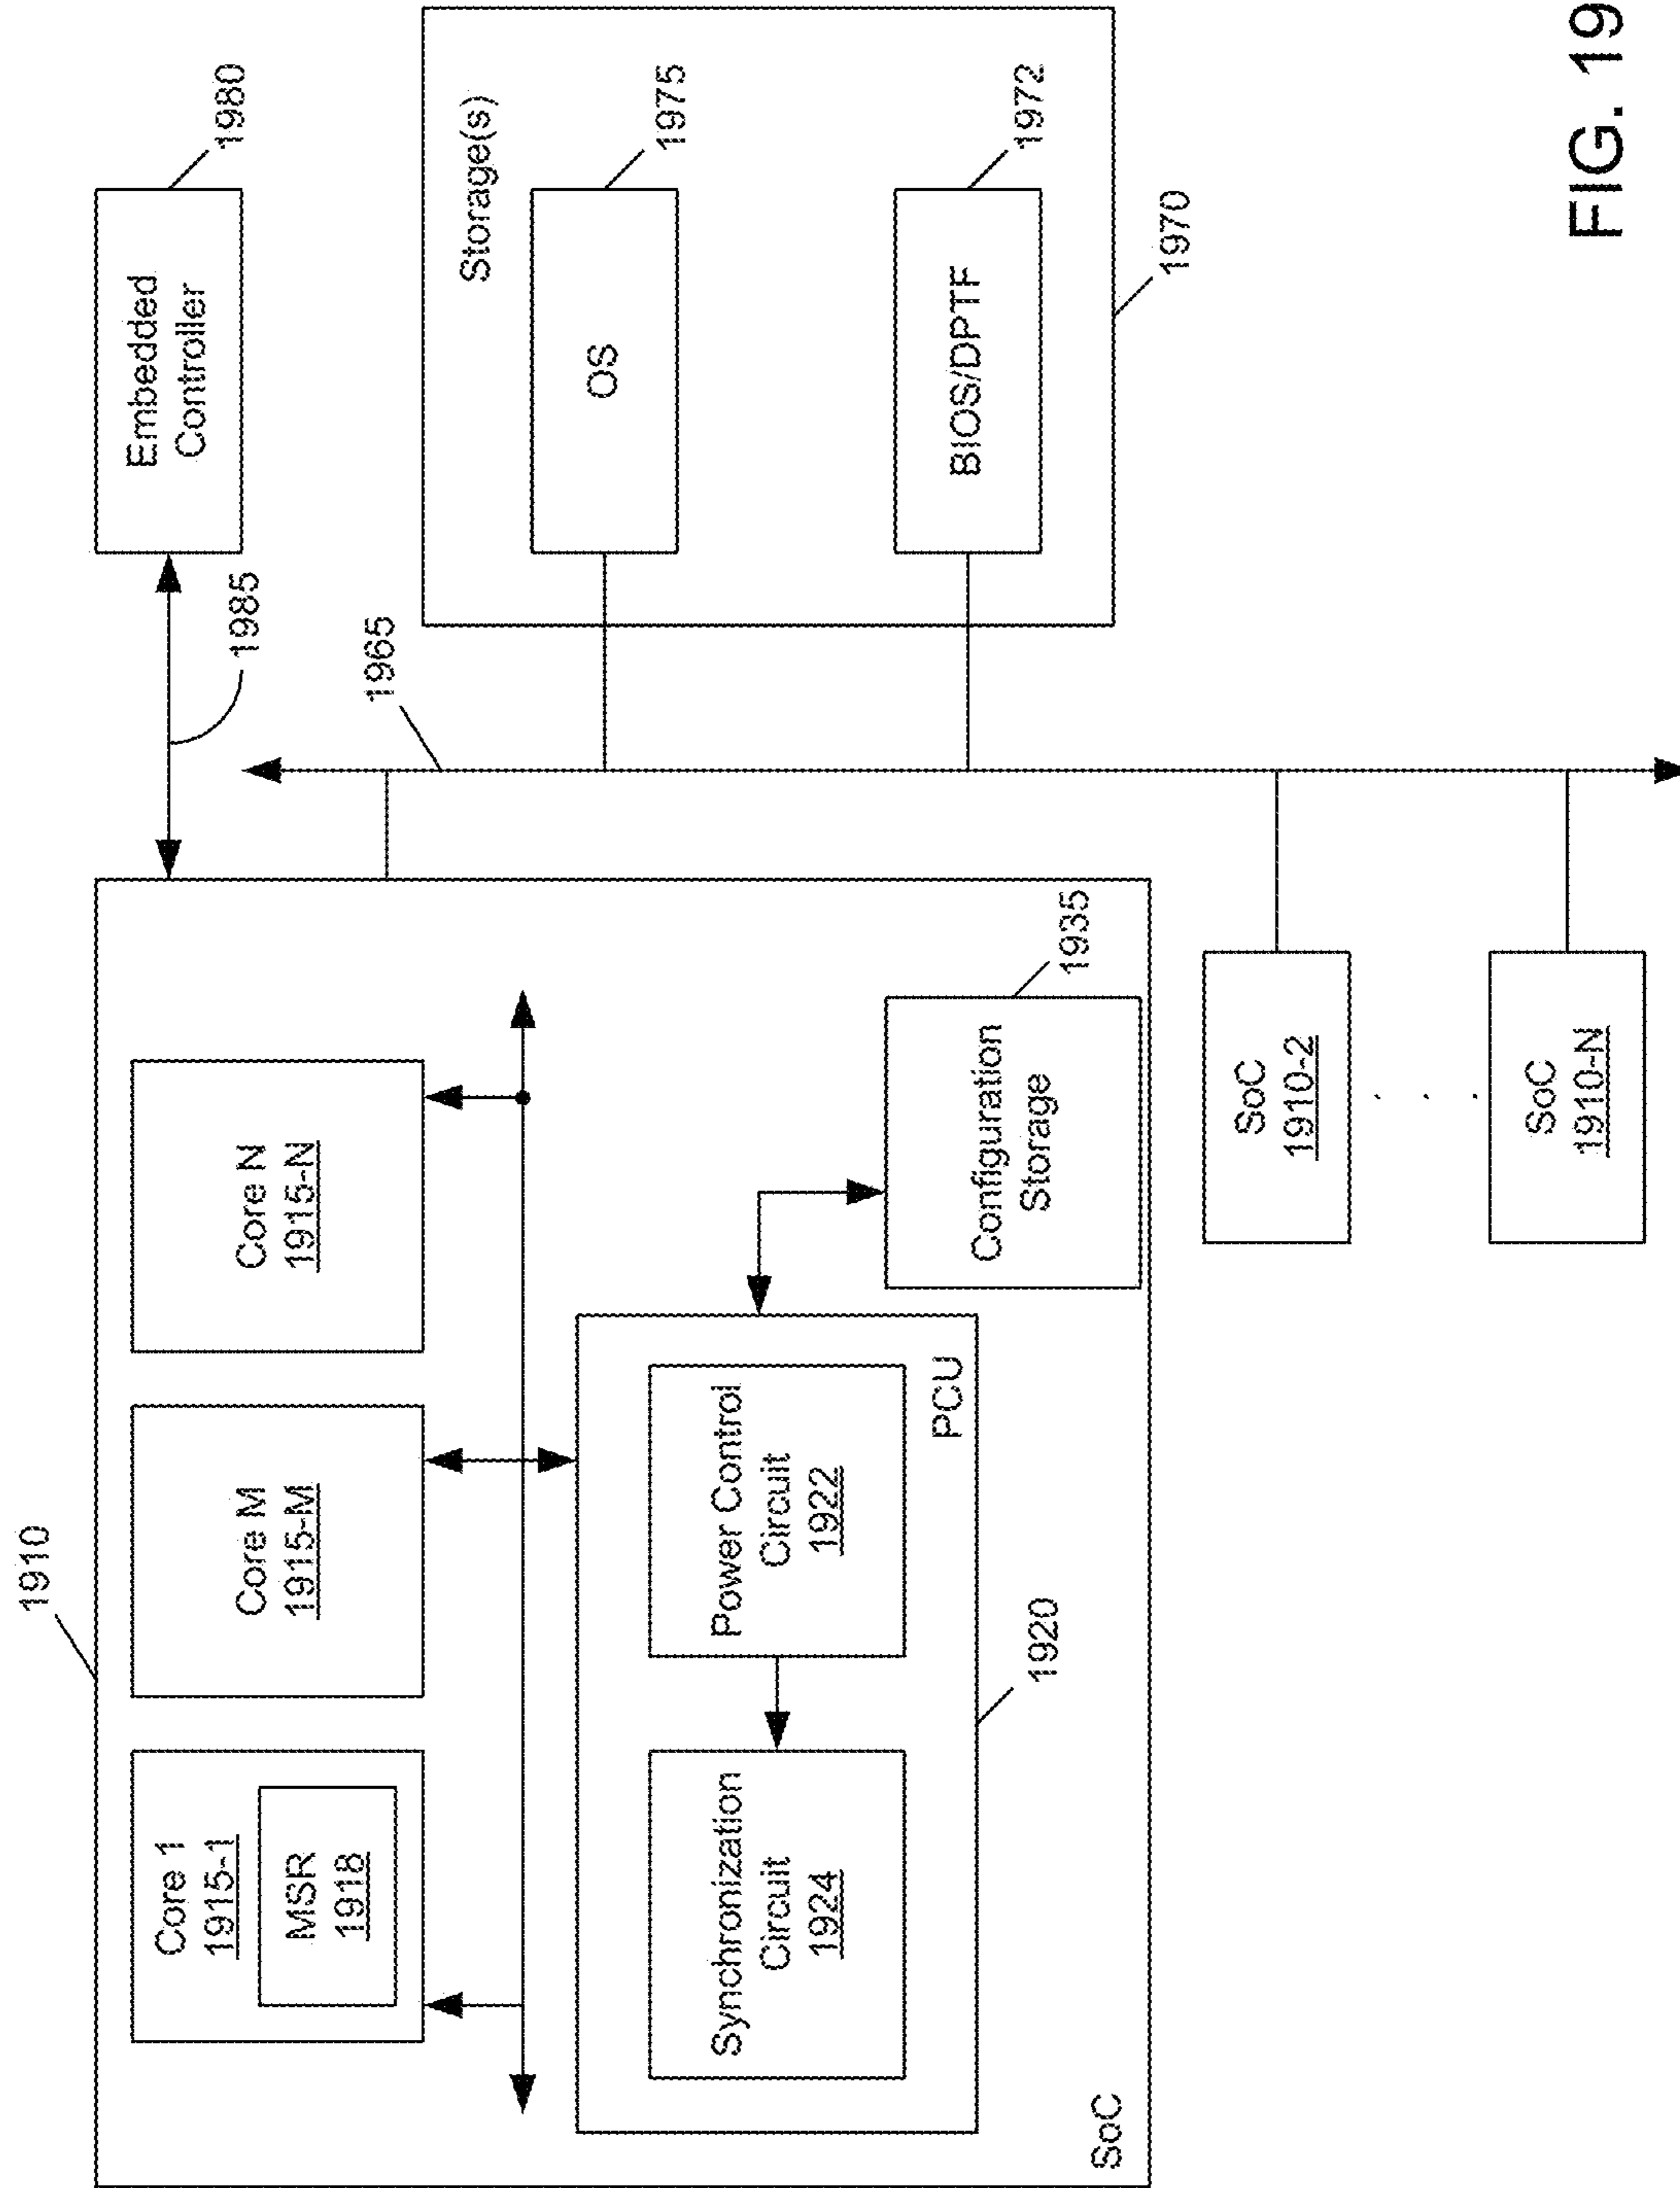 1910
Core 1
1915-1
MSR
1918
Core M
1915-M
Core N
1915-N
Synchronization
Circuit
1924
Power Control
Circuit
1922
PCU
1920
Configuration
Storage
1935
SoC
1985
Embedded
Controller
1980
1965
Storage(s)
OS
1975
BIOS/DPTF
1972
1970
SoC
1910-2
. . .
SoC
1910-N
FIG. 19